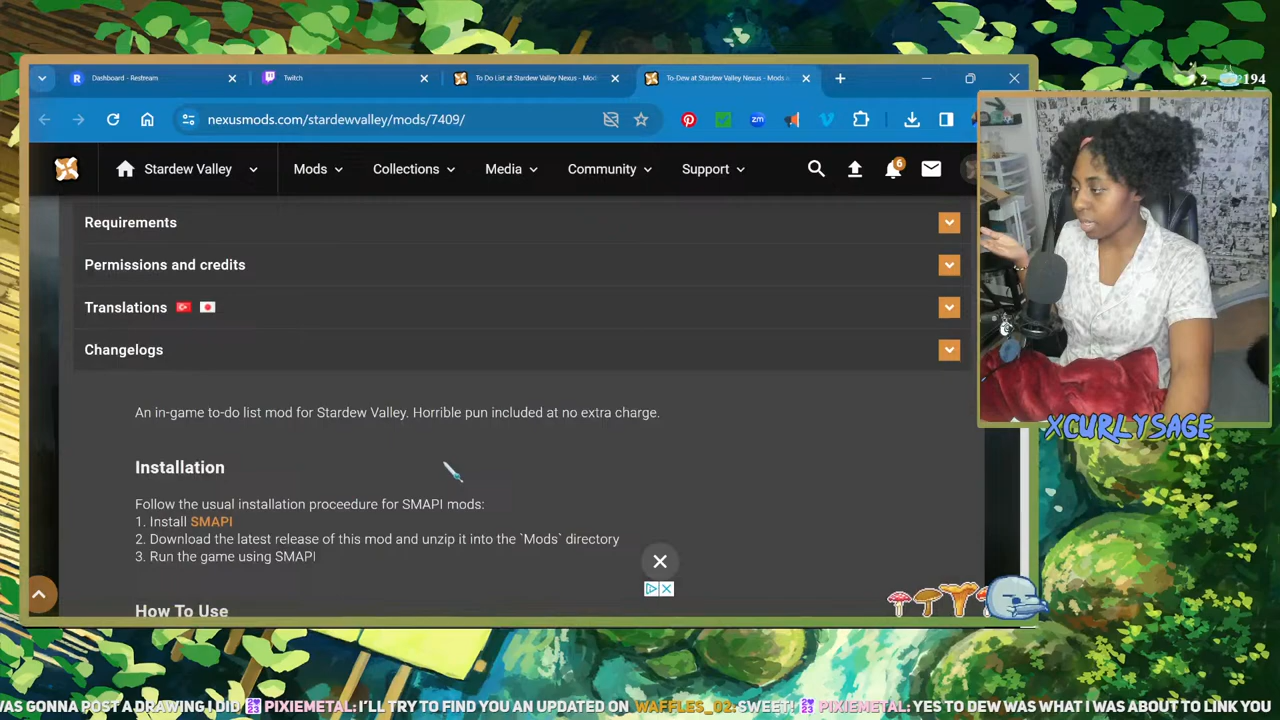 Dashboard - Restream
Twitch
To Do List at Stardew Valley Nexus - Mod
To-Dew at Stardew Valley Nexus - Mods a
nexusmods.com/stardewvalley/mods/7409/
zm
2
194
Stardew Valley
Mods
Collections
Media
Community
Support
6
Requirements
Permissions and credits
Translations
Changelogs
An in-game to-do list mod for Stardew Valley. Horrible pun included at no extra charge.
Installation
Follow the usual installation proceedure for SMAPI mods:
1. Install SMAPI
2. Download the latest release of this mod and unzip it into the `Mods` directory
3. Run the game using SMAPI
How To Use
XCURLYSAGE
WAS GONNA POST A DRAWING I DID PIXIEMETAL: I'LL TRY TO FIND YOU AN UPDATED ON WAFFLES_02: SWEET! PIXIEMETAL: YES TO DEW WAS WHAT I WAS ABOUT TO LINK YOU